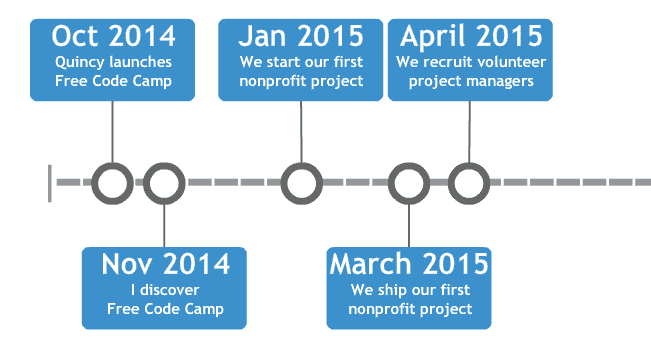 Oct 2014
Quincy launches
Free Code Camp
Jan 2015
We start our first
nonprofit project
April 2015
We recruit volunteer
project managers
Nov 2014
I discover
Free Code Camp
March 2015
We ship our first
nonprofit project